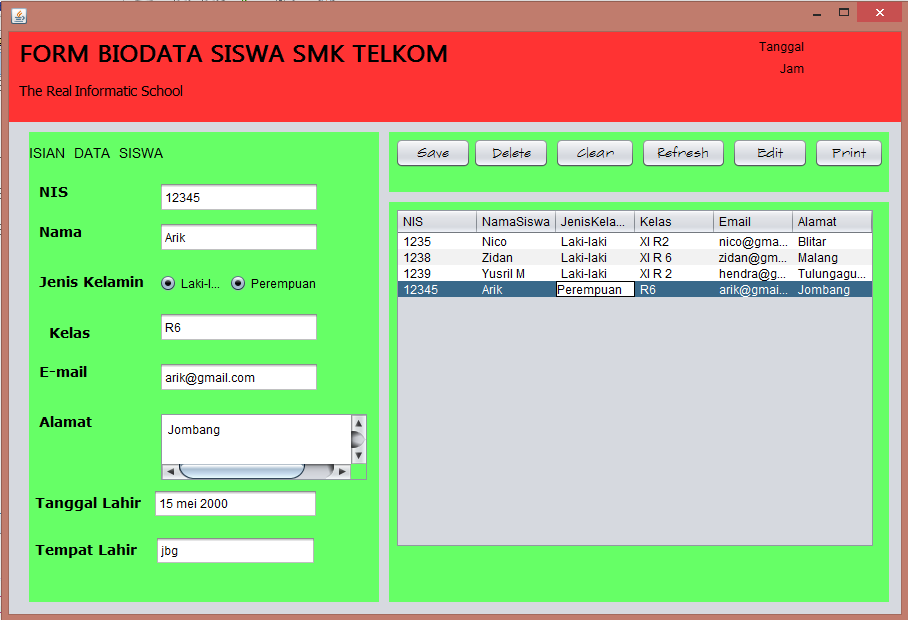 FORM BIODATA SISWA SMK TELKOM
The Real Informatic School
Tanggal
Jam
ISIAN DATA SISWA
NIS 12345
Nama Arik
Jenis Kelamin Laki-l... Perempuan
Kelas R6
E-mail arik@gmail.com
Alamat Jombang
Tanggal Lahir 15 mei 2000
Tempat Lahir jbg
Save Delete Clear Refresh Edit Print
NIS NamaSiswa JenisKela... Kelas Email Alamat
1235 Nico Laki-laki XI R2 nico@gma... Blitar
1238 Zidan Laki-laki XI R 6 zidan@gm... Malang
1239 Yusril M Laki-laki XI R 2 hendra@g... Tulungagu...
12345 Arik Perempuan R6 arik@gmai... Jombang